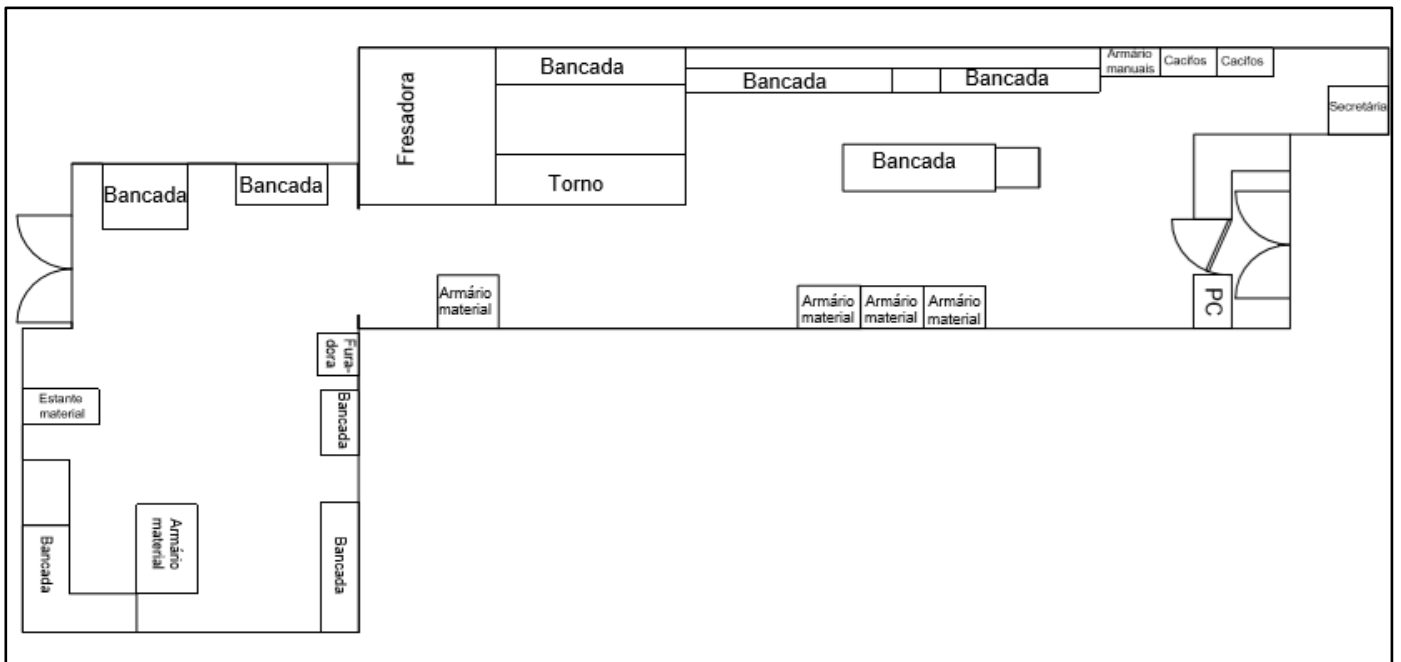 Fresadora
Bancada
Torno
Bancada
Bancada
Armário
manuais
Cacifos
Cacifos
Secretária
Bancada
Bancada
Bancada
Armário
material
Armário
material
Armário
material
Armário
material
PC
Fura-
dora
Bancada
Estante
material
Bancada
Armário
material
Bancada